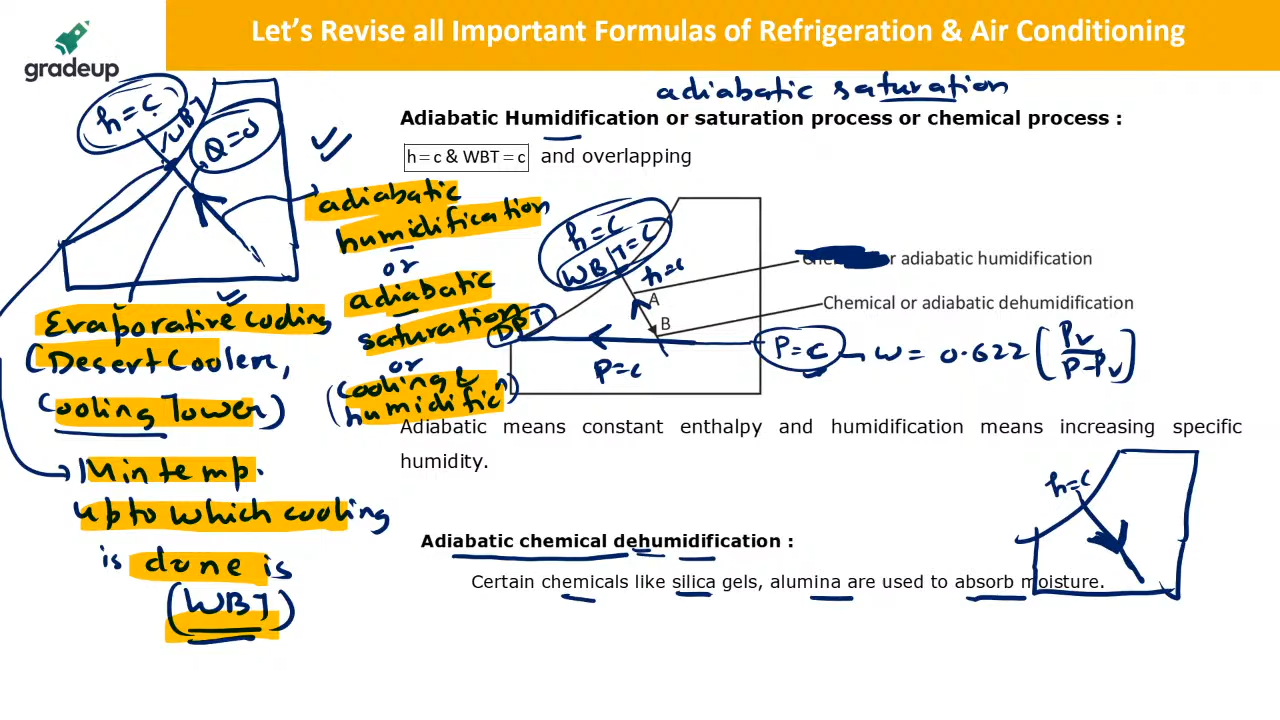 Let's Revise all Important Formulas of Refrigeration & Air Conditioning
gradeup
adiabatic saturation
Adiabatic Humidification or saturation process or chemical process :
h = c & WBT = c and overlapping
h=c
WBT
Q=0
adiabatic
humidification
or
adiabatic
saturation
or
(cooling &
humidific^n)
Evaporative cooling
(Desert Coolers,
Cooling Tower)
Min temp.
upto which cooling
is done is
(WBT)
h=c
WBT=c
h=c
A
B
DPT
P=c
or adiabatic humidification
Chemical or adiabatic dehumidification
P=c
w = 0.622 (Pv/P-Pv)
Adiabatic means constant enthalpy and humidification means increasing specific
humidity.
Adiabatic chemical dehumidification :
Certain chemicals like silica gels, alumina are used to absorb moisture.
h=c